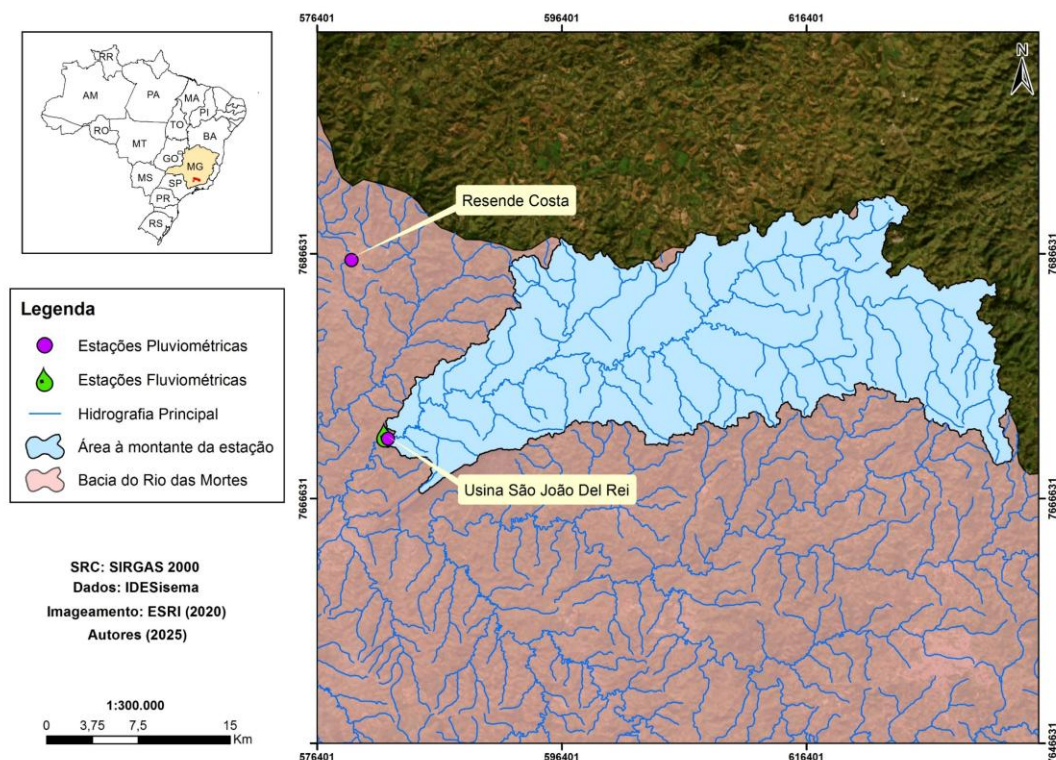 576401
596401
616401
RR
AM
PA
MA
PI
TO
RO
BA
MT
GO
MG
MS
SP
PR
RS
N
Resende Costa
7686631
7686631
Legenda
Estações Pluviométricas
Estações Fluviométricas
Hidrografia Principal
Área à montante da estação
Bacia do Rio das Mortes
Usina São João Del Rei
7666631
7666631
SRC: SIRGAS 2000
Dados: IDESisema
Imageamento: ESRI (2020)
Autores (2025)
1:300.000
0 3,75 7,5 15
Km
7646631
7646631
576401
596401
616401